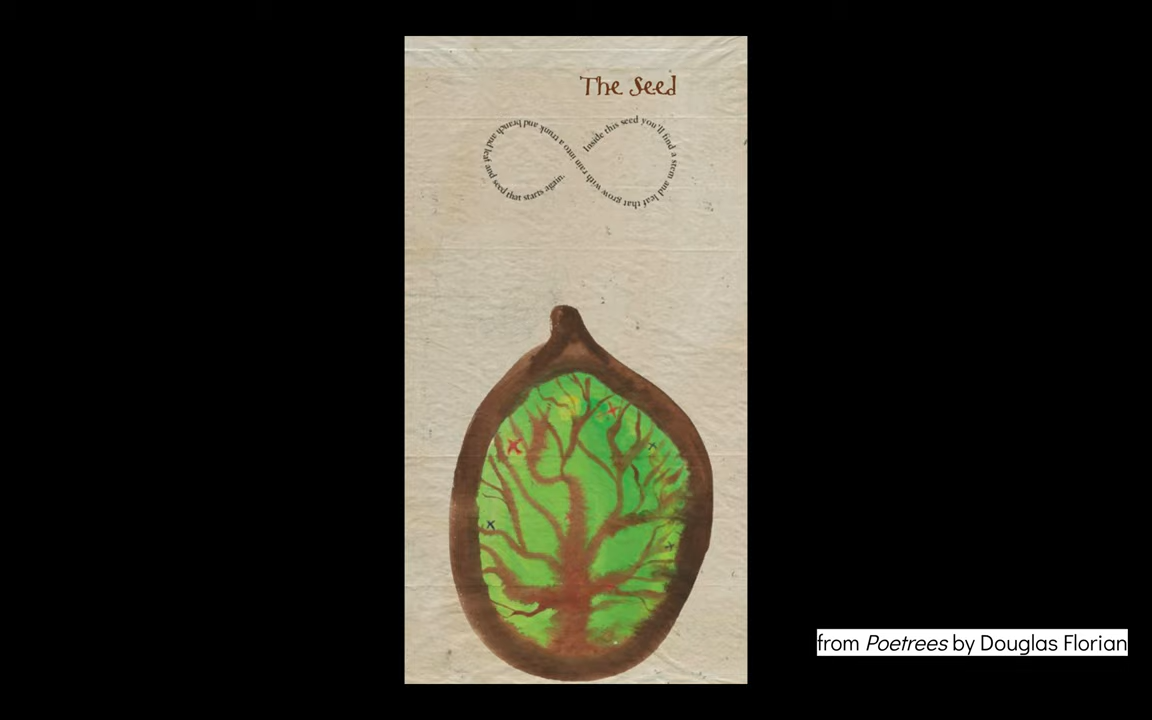 The Seed
Inside this seed you'll find a stem and leaf that grow with rain into a trunk and branch and leaf and seed that starts again.
from Poetrees by Douglas Florian